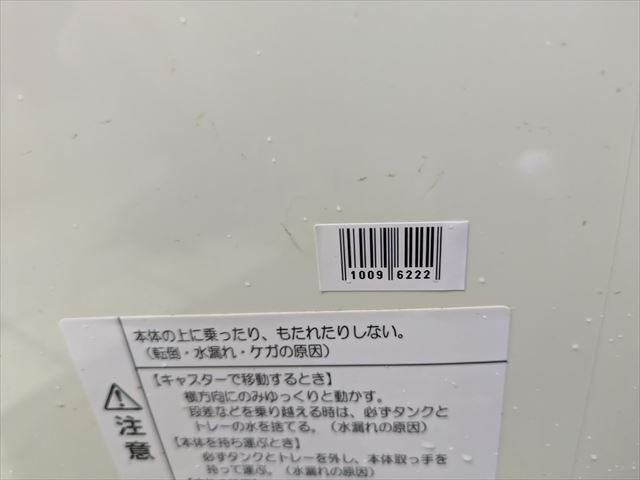 1009 6222
本体の上に乗ったり、もたれたりしない。
（転倒・水漏れ・ケガの原因）
注意
【キャスターで移動するとき】
横方向にのみゆっくりと動かす。
段差などを乗り越える時は、必ずタンクと
トレーの水を捨てる。（水漏れの原因）
【本体を持ち運ぶとき】
必ずタンクとトレーを外し、本体取っ手を
持って運ぶ。（水漏れの原因）